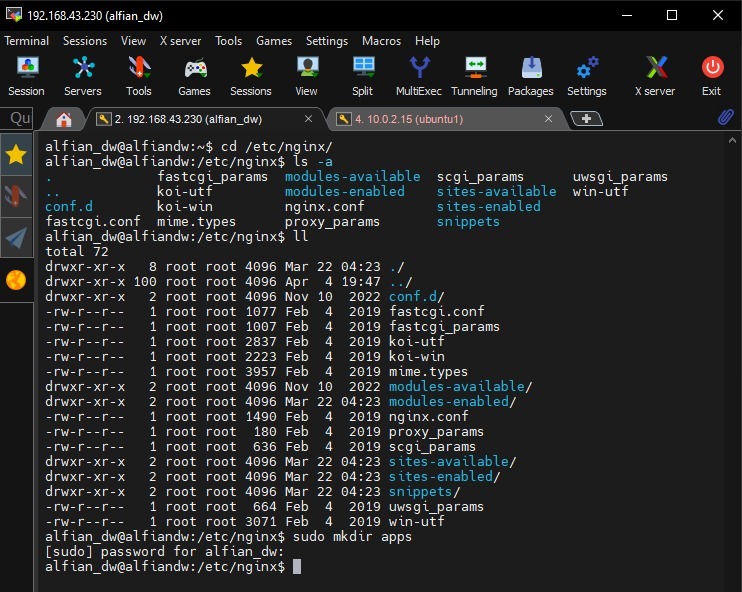 192.168.43.230 (alfian_dw)
Terminal Sessions View X server Tools Games Settings Macros Help
Session Servers Tools Games Sessions View Split MultiExec Tunneling Packages Settings X server Exit
Qu 2. 192.168.43.230 (alfian_dw) 4. 10.0.2.15 (ubuntu1)
alfian_dw@alfiandw:~$ cd /etc/nginx/
alfian_dw@alfiandw:/etc/nginx$ ls -a
. fastcgi_params modules-available scgi_params uwsgi_params
.. koi-utf modules-enabled sites-available win-utf
conf.d koi-win nginx.conf sites-enabled
fastcgi.conf mime.types proxy_params snippets
alfian_dw@alfiandw:/etc/nginx$ ll
total 72
drwxr-xr-x 8 root root 4096 Mar 22 04:23 ./
drwxr-xr-x 100 root root 4096 Apr 4 19:47 ../
drwxr-xr-x 2 root root 4096 Nov 10 2022 conf.d/
-rw-r--r-- 1 root root 1077 Feb 4 2019 fastcgi.conf
-rw-r--r-- 1 root root 1007 Feb 4 2019 fastcgi_params
-rw-r--r-- 1 root root 2837 Feb 4 2019 koi-utf
-rw-r--r-- 1 root root 2223 Feb 4 2019 koi-win
-rw-r--r-- 1 root root 3957 Feb 4 2019 mime.types
drwxr-xr-x 2 root root 4096 Nov 10 2022 modules-available/
drwxr-xr-x 2 root root 4096 Mar 22 04:23 modules-enabled/
-rw-r--r-- 1 root root 1490 Feb 4 2019 nginx.conf
-rw-r--r-- 1 root root 180 Feb 4 2019 proxy_params
-rw-r--r-- 1 root root 636 Feb 4 2019 scgi_params
drwxr-xr-x 2 root root 4096 Mar 22 04:23 sites-available/
drwxr-xr-x 2 root root 4096 Mar 22 04:23 sites-enabled/
drwxr-xr-x 2 root root 4096 Mar 22 04:23 snippets/
-rw-r--r-- 1 root root 664 Feb 4 2019 uwsgi_params
-rw-r--r-- 1 root root 3071 Feb 4 2019 win-utf
alfian_dw@alfiandw:/etc/nginx$ sudo mkdir apps
[sudo] password for alfian_dw:
alfian_dw@alfiandw:/etc/nginx$